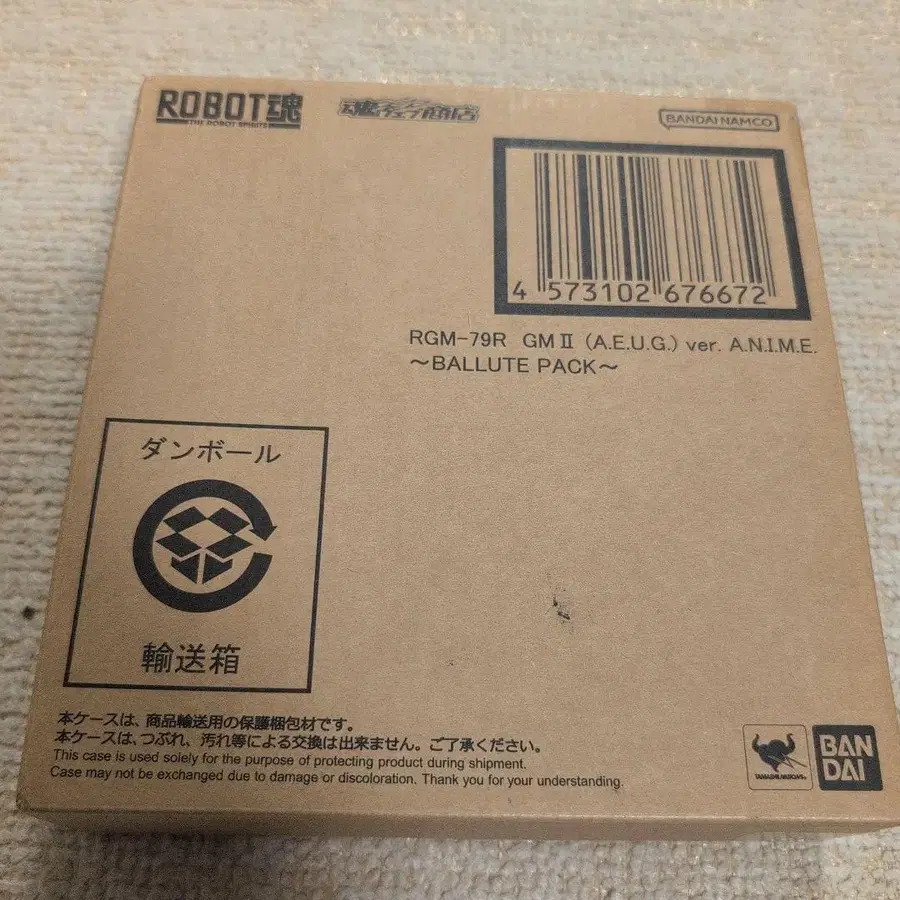 ROBOT魂
THE ROBOT SPIRITS
魂ウェブ商店
BANDAI NAMCO
4 573102 676672
RGM-79R GMⅡ (A.E.U.G.) ver. A.N.I.M.E.
～BALLUTE PACK～
ダンボール
輸送箱
本ケースは、商品輸送用の保護梱包材です。
本ケースは、つぶれ、汚れ等による交換は出来ません。ご了承ください。
This case is used solely for the purpose of protecting product during shipment.
Case may not be exchanged due to damage or discoloration. Thank you for your understanding.
TAMASHII NATIONS
BAN
DAI